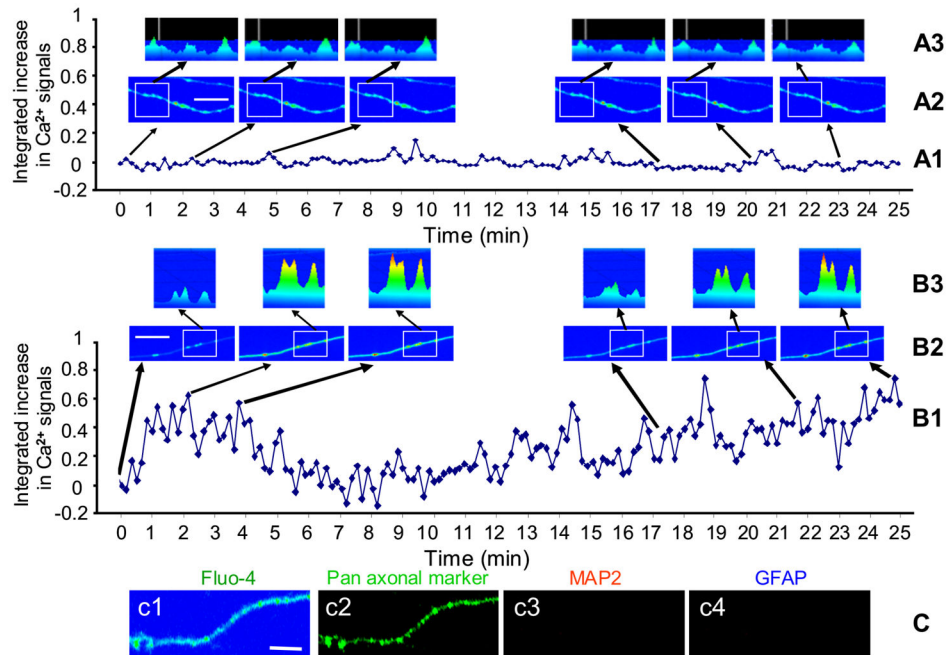 Integrated increase
in Ca²⁺ signals
1
0.8
0.6
0.4
0.2
0
-0.2
A3
A2
A1
0 1 2 3 4 5 6 7 8 9 10 11 12 13 14 15 16 17 18 19 20 21 22 23 24 25
Time (min)
Integrated increase
in Ca²⁺ signals
1
0.8
0.6
0.4
0.2
0
-0.2
B3
B2
B1
0 1 2 3 4 5 6 7 8 9 10 11 12 13 14 15 16 17 18 19 20 21 22 23 24 25
Time (min)
Fluo-4 Pan axonal marker MAP2 GFAP
c1 c2 c3 c4 C